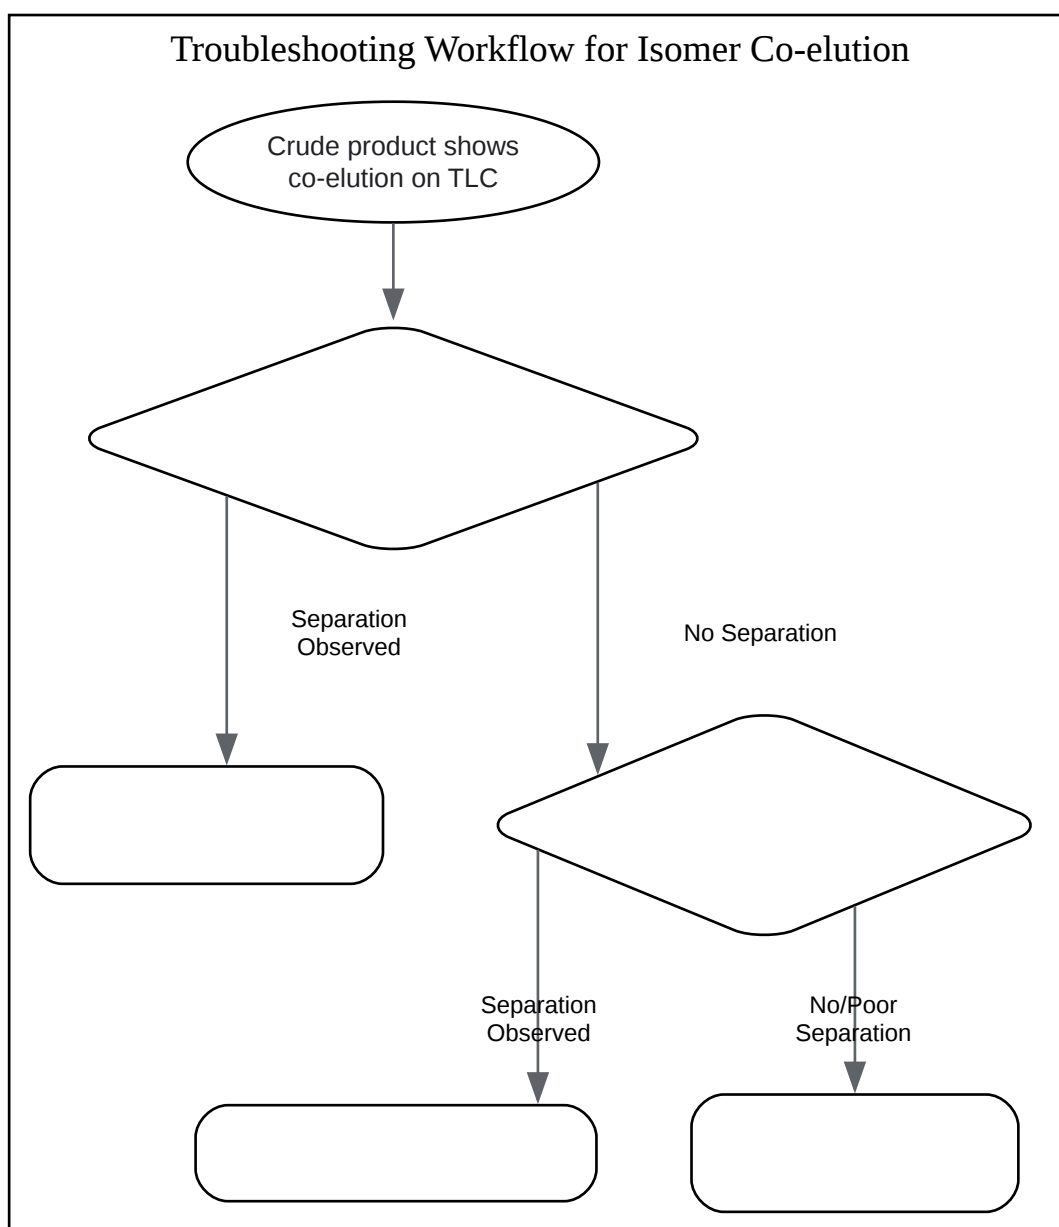 Troubleshooting Workflow for Isomer Co-elution
Crude product shows
co-elution on TLC
Separation
Observed
No Separation
Separation
Observed
No/Poor
Separation